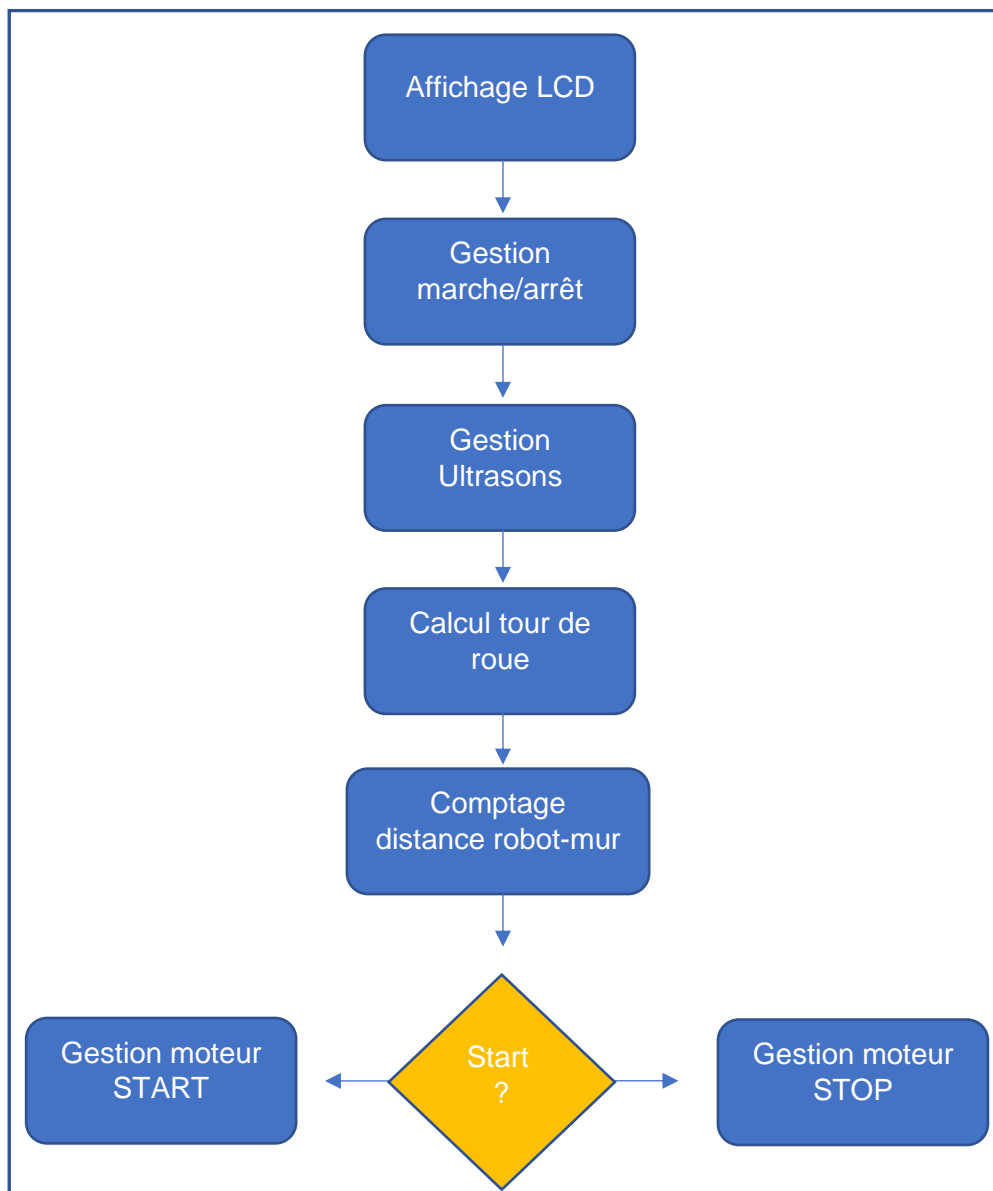 Affichage LCD
Gestion
marche/arrêt
Gestion
Ultrasons
Calcul tour de
roue
Comptage
distance robot-mur
Gestion moteur
START
Start
?
Gestion moteur
STOP